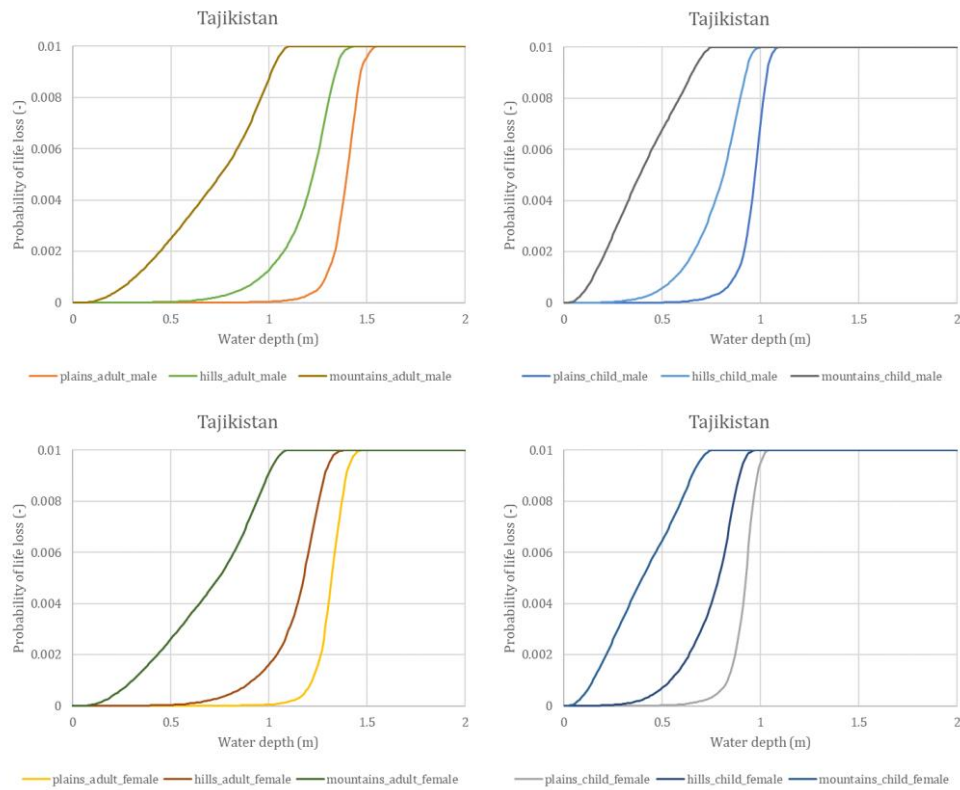 Tajikistan
0.01
0.008
0.006
0.004
0.002
0
Probability of life loss (-)
0 0.5 1 1.5 2
Water depth (m)
plains_adult_male hills_adult_male mountains_adult_male
Tajikistan
0.01
0.008
0.006
0.004
0.002
0
Probability of life loss (-)
0 0.5 1 1.5 2
Water depth (m)
plains_child_male hills_child_male mountains_child_male
Tajikistan
0.01
0.008
0.006
0.004
0.002
0
Probability of life loss (-)
0 0.5 1 1.5 2
Water depth (m)
plains_adult_female hills_adult_female mountains_adult_female
Tajikistan
0.01
0.008
0.006
0.004
0.002
0
Probability of life loss (-)
0 0.5 1 1.5 2
Water depth (m)
plains_child_female hills_child_female mountains_child_female